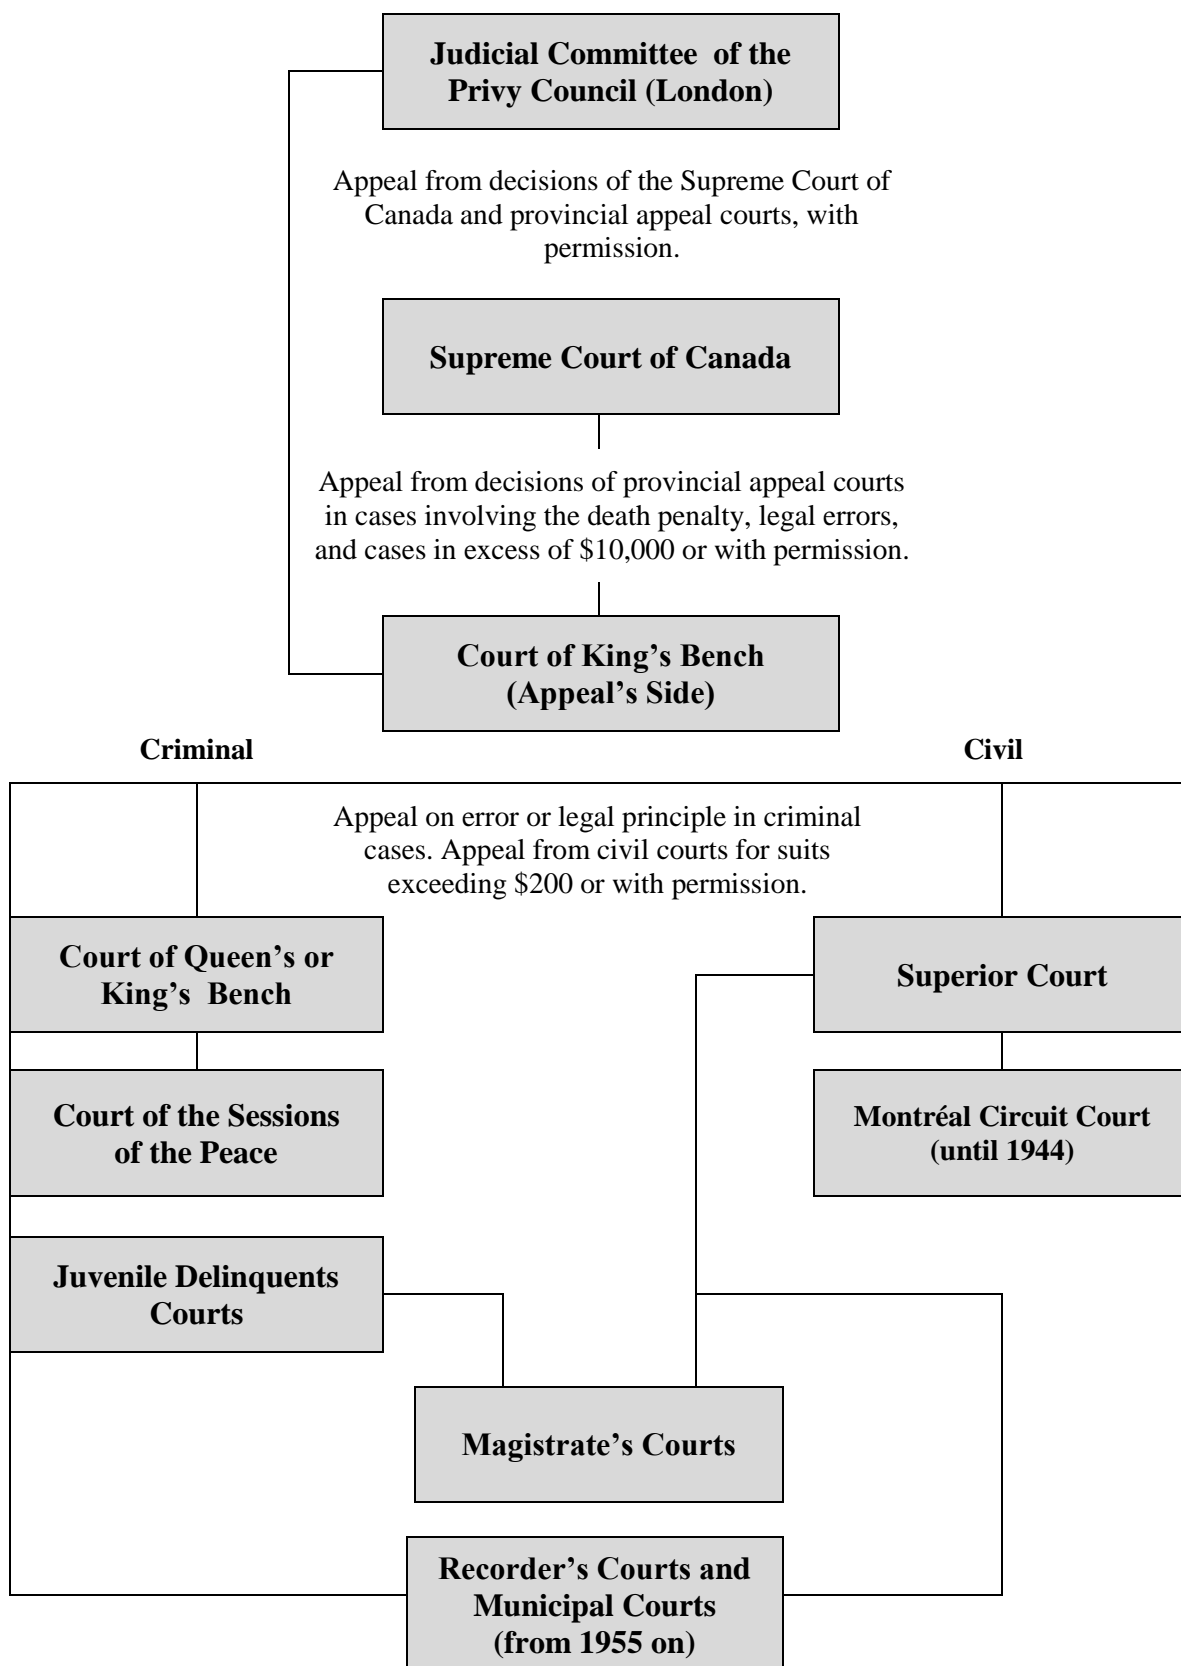 Judicial Committee of the
Privy Council (London)
Appeal from decisions of the Supreme Court of
Canada and provincial appeal courts, with
permission.
Supreme Court of Canada
Appeal from decisions of provincial appeal courts
in cases involving the death penalty, legal errors,
and cases in excess of $10,000 or with permission.
Court of King’s Bench
(Appeal’s Side)
Criminal
Civil
Appeal on error or legal principle in criminal
cases. Appeal from civil courts for suits
exceeding $200 or with permission.
Court of Queen’s or
King’s Bench
Superior Court
Court of the Sessions
of the Peace
Montréal Circuit Court
(until 1944)
Juvenile Delinquents
Courts
Magistrate’s Courts
Recorder’s Courts and
Municipal Courts
(from 1955 on)